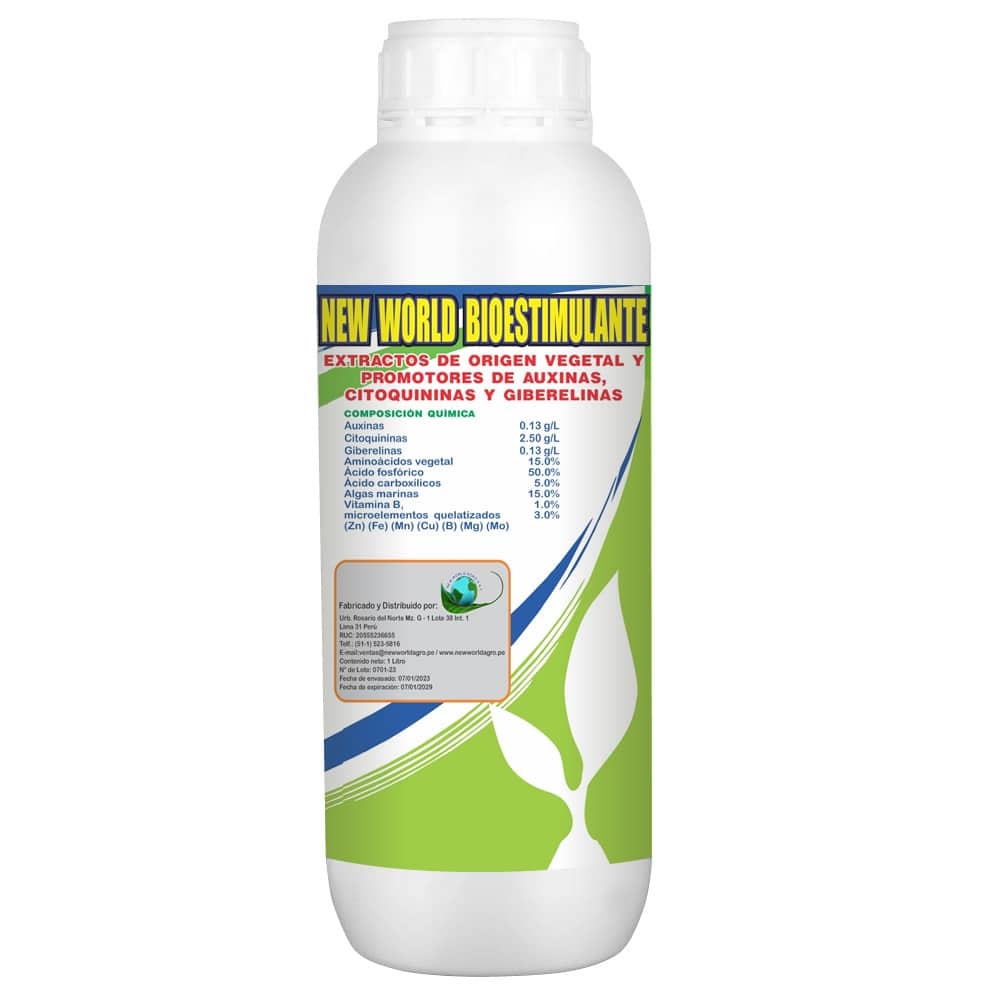 NEW WORLD BIOESTIMULANTE
EXTRACTOS DE ORIGEN VEGETAL Y
PROMOTORES DE AUXINAS,
CITOQUININAS Y GIBERELINAS
COMPOSICIÓN QUÍMICA
Auxinas 0.13 g/L
Citoquininas 2.50 g/L
Giberelinas 0.13 g/L
Aminoàcidos vegetal 15.0%
Ácido fosfórico 50.0%
Ácido carboxílicos 5.0%
Algas marinas 15.0%
Vitamina B, 1.0%
microelementos quelatizados 3.0%
(Zn) (Fe) (Mn) (Cu) (B) (Mg) (Mo)
Fabricado y Distribuido por:
Urb. Rosario del Norte Mz. G - 1 Lote 38 Int. 1
Lima 31 Perú
RUC: 20555236655
Telf.: (51-1) 523-5816
E-mail:ventas@newworldagro.pe / www.newworldagro.pe
Contenido neto: 1 Litro
N° de Lote: 0701-23
Fecha de envasado: 07/01/2023
Fecha de expiración: 07/01/2029